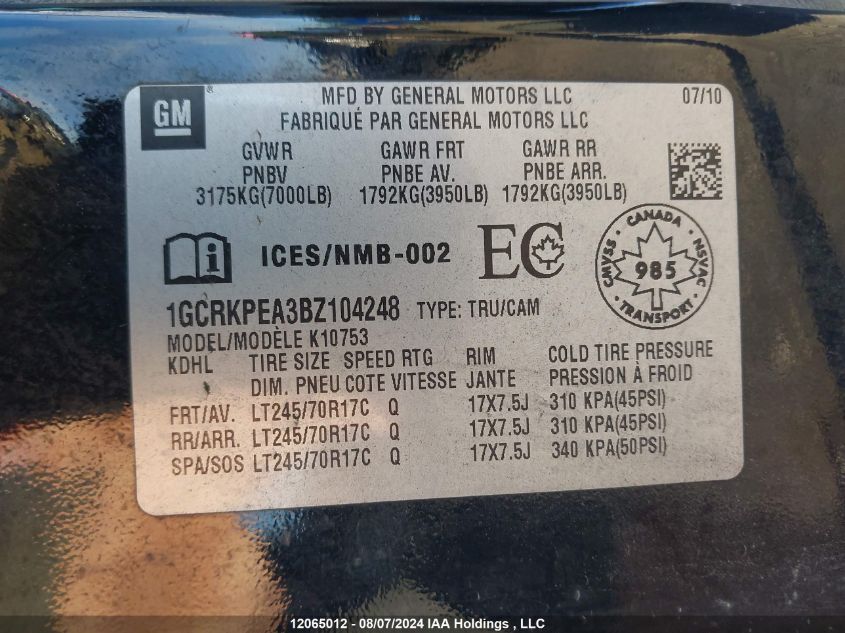 GM®
MFD BY GENERAL MOTORS LLC 07/10
FABRIQUÉ PAR GENERAL MOTORS LLC
GVWR GAWR FRT GAWR RR
PNBV PNBE AV. PNBE ARR.
3175KG(7000LB) 1792KG(3950LB) 1792KG(3950LB)
i ICES/NMB-002 EC
CANADA
CMVSS 985 NSVAC
TRANSPORT
1GCRKPEA3BZ104248 TYPE: TRU/CAM
MODEL/MODÈLE K10753
KDHL TIRE SIZE SPEED RTG RIM COLD TIRE PRESSURE
DIM. PNEU COTE VITESSE JANTE PRESSION À FROID
FRT/AV. LT245/70R17C Q 17X7.5J 310 KPA(45PSI)
RR/ARR. LT245/70R17C Q 17X7.5J 310 KPA(45PSI)
SPA/SOS LT245/70R17C Q 17X7.5J 340 KPA(50PSI)
12065012 - 08/07/2024 IAA Holdings , LLC